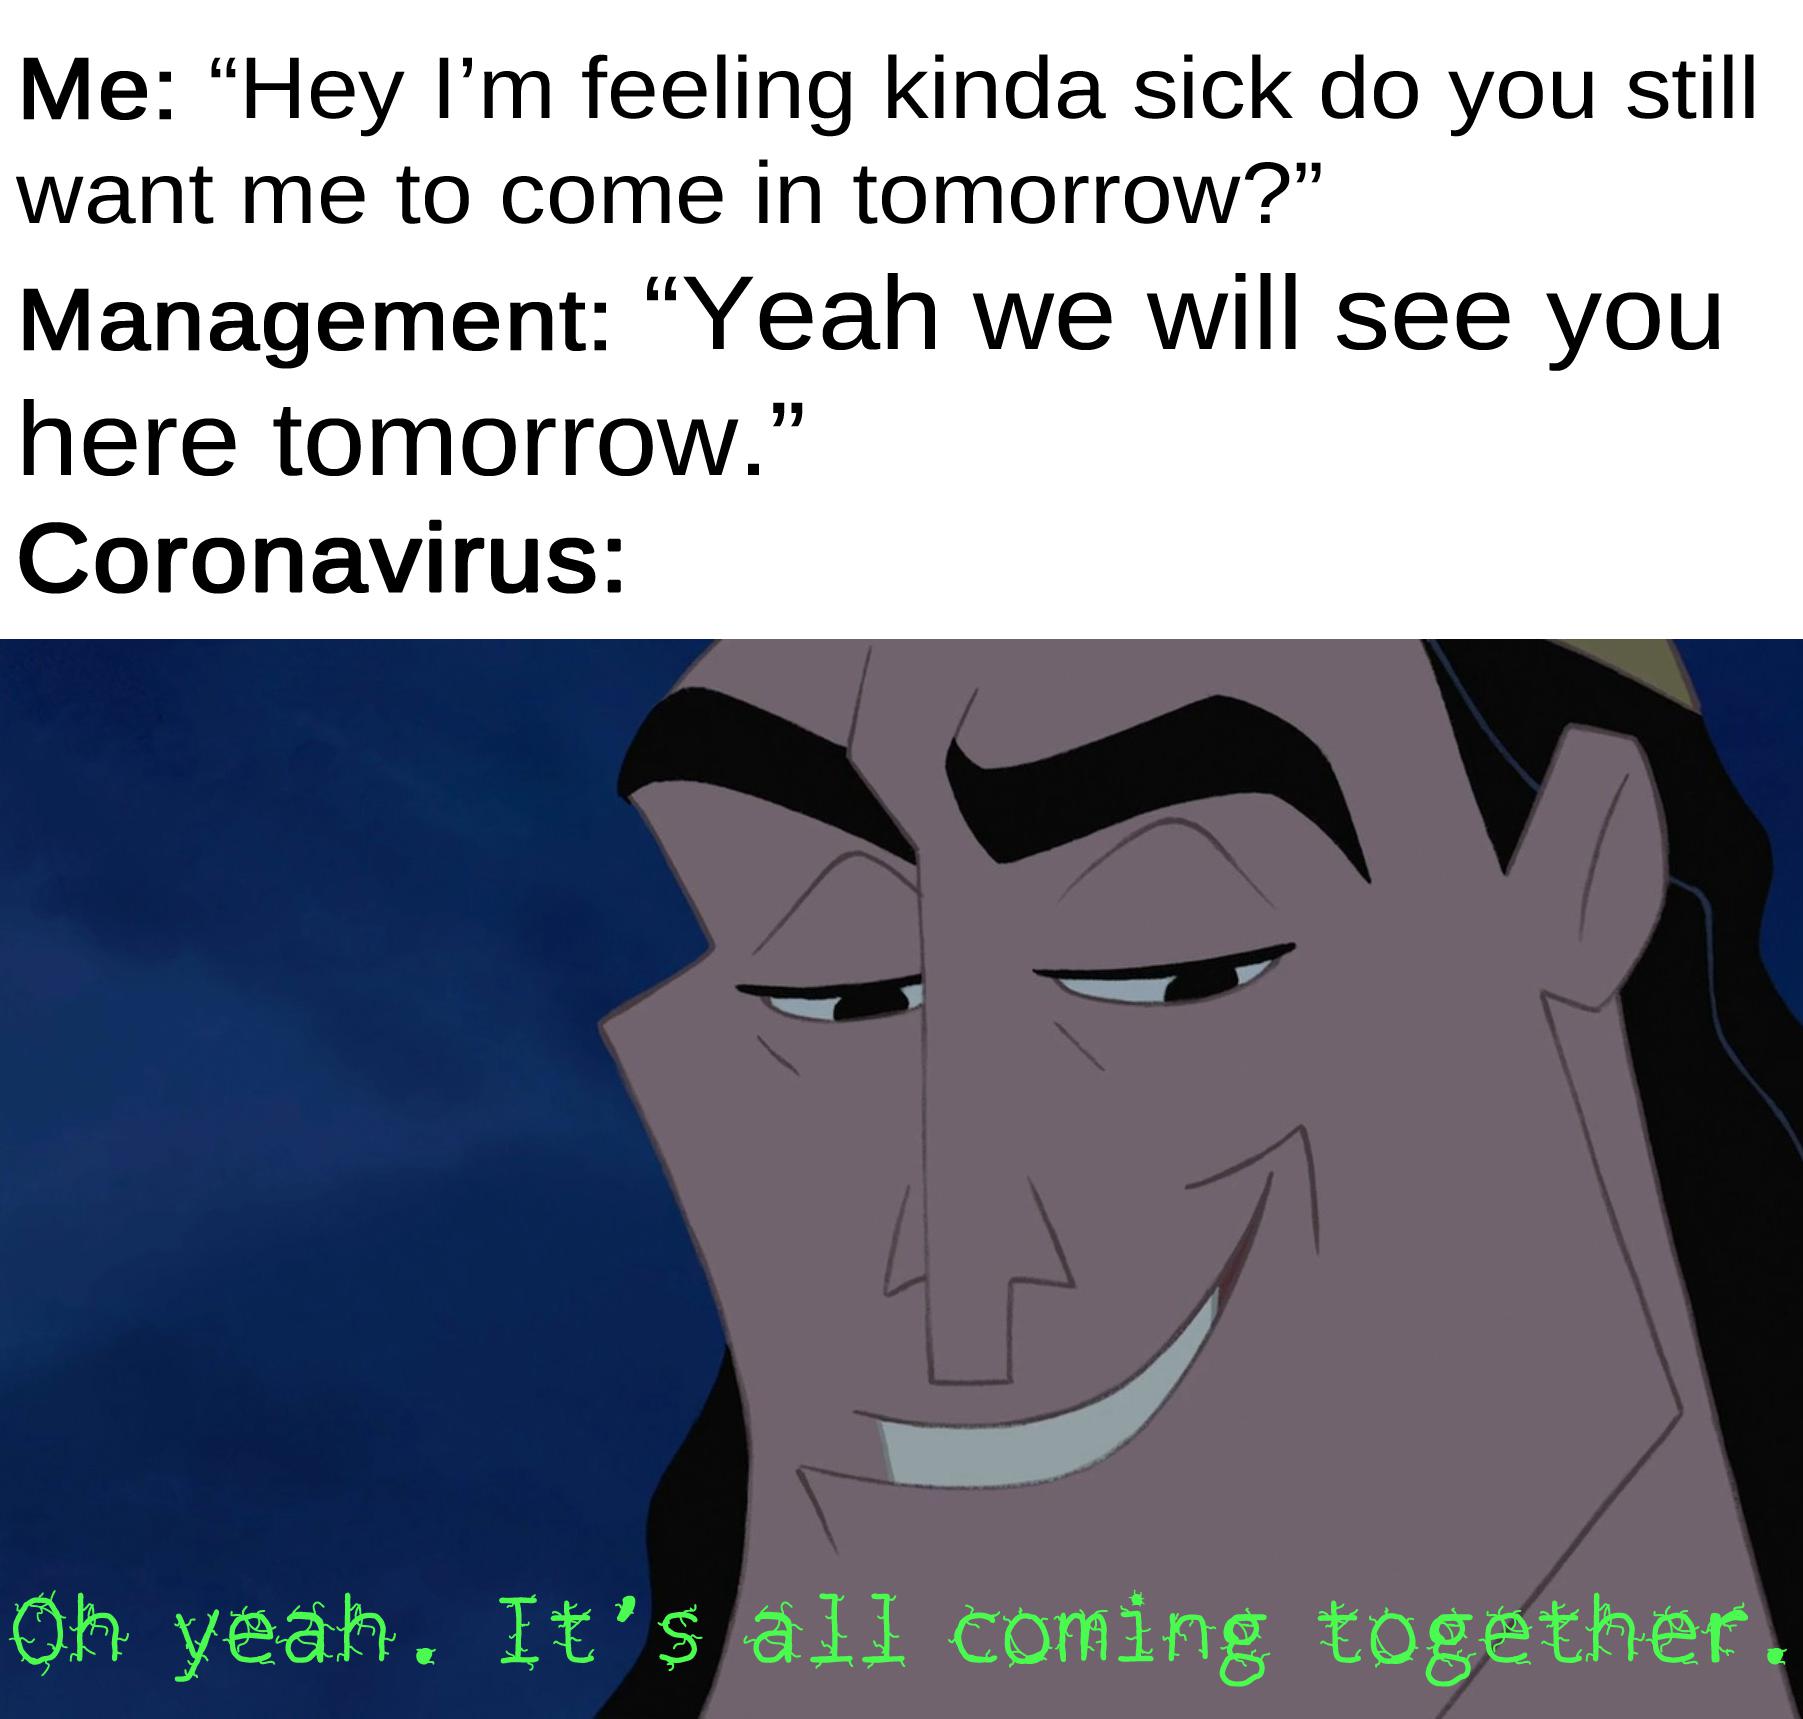 Me: “Hey I’m feeling kinda sick do you still
want me to come in tomorrow?”
Management: “Yeah we will see you
here tomorrow.”
Coronavirus:
Oh yeah. It’s all coming together.